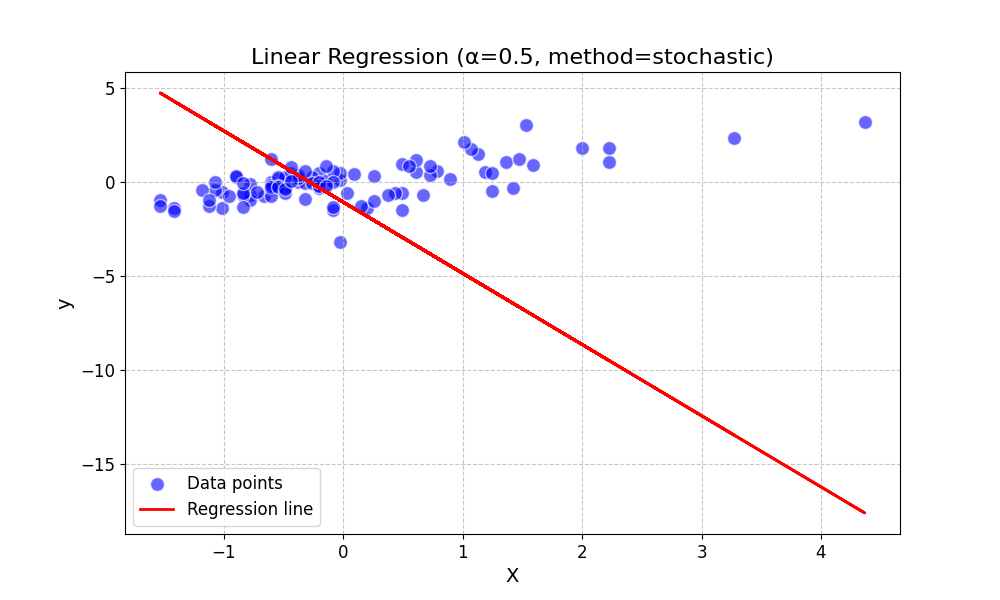 Linear Regression (α=0.5, method=stochastic)
5
0
−5
−10
−15
y
Data points
Regression line
−1
0
1
2
3
4
X